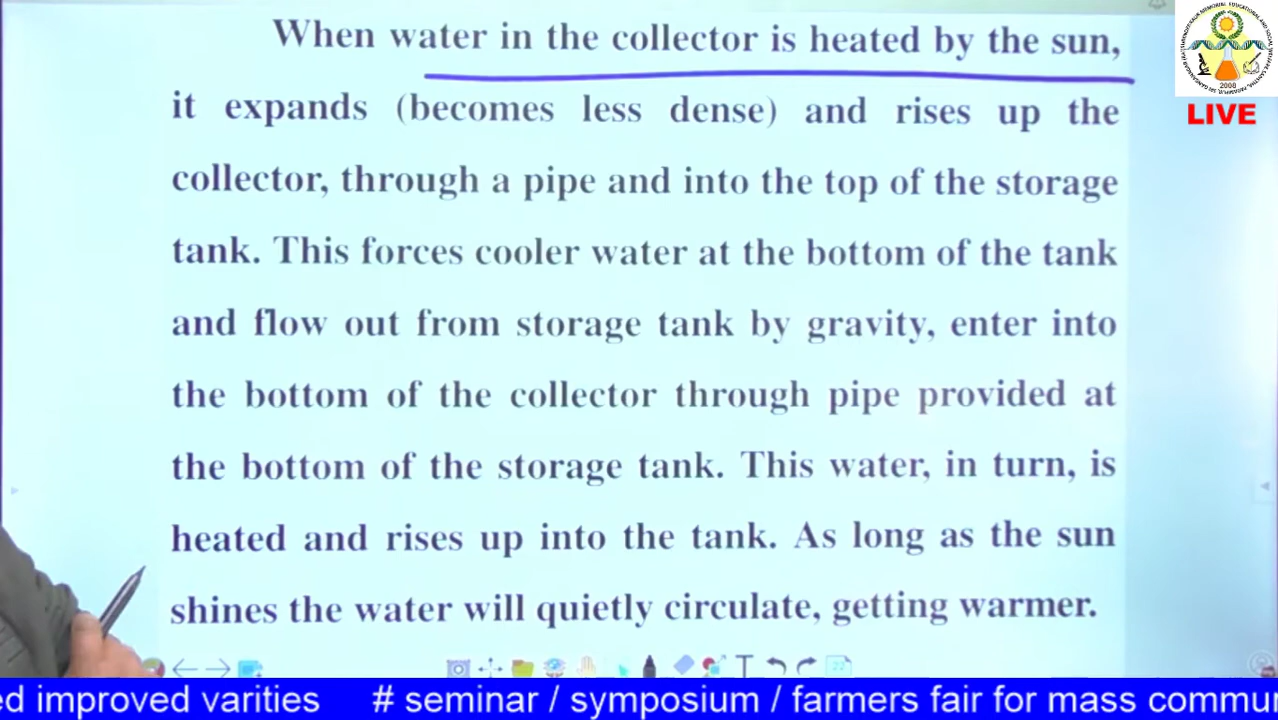 When water in the collector is heated by the sun,
it expands (becomes less dense) and rises up the
collector, through a pipe and into the top of the storage
tank. This forces cooler water at the bottom of the tank
and flow out from storage tank by gravity, enter into
the bottom of the collector through pipe provided at
the bottom of the storage tank. This water, in turn, is
heated and rises up into the tank. As long as the sun
shines the water will quietly circulate, getting warmer.
2008
LIVE
improved varities # seminar / symposium / farmers fair for mass